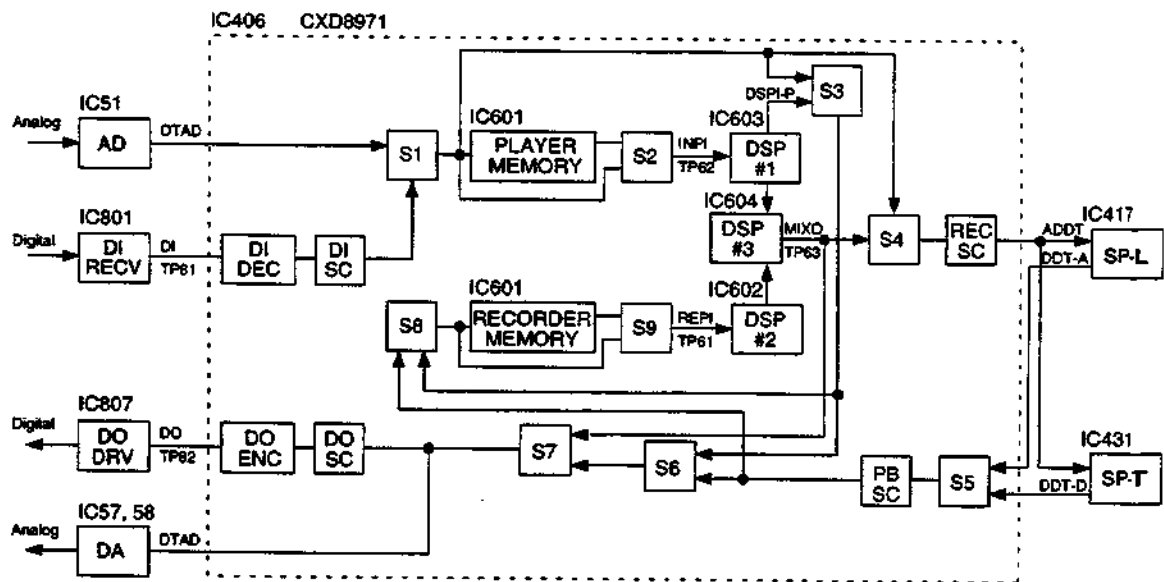 IC406 CXD8971
IC51
Analog
AD
DTAD
S1
IC601
PLAYER
MEMORY
S2
INPI
TP62
IC603
DSP
#1
DSPI-P
S3
IC801
Digital
DI
RECV
DI
TP81
DI
DEC
DI
SC
IC604
DSP
#3
MIXO
TP63
S4
REC
SC
ADDT
DDT-A
IC417
SP-L
S8
IC601
RECORDER
MEMORY
S9
REPI
TP61
IC602
DSP
#2
IC807
Digital
DO
DRV
DO
TP82
DO
ENC
DO
SC
S7
S6
PB
SC
S5
DDT-D
IC431
SP-T
IC57, 58
Analog
DA
DTAD